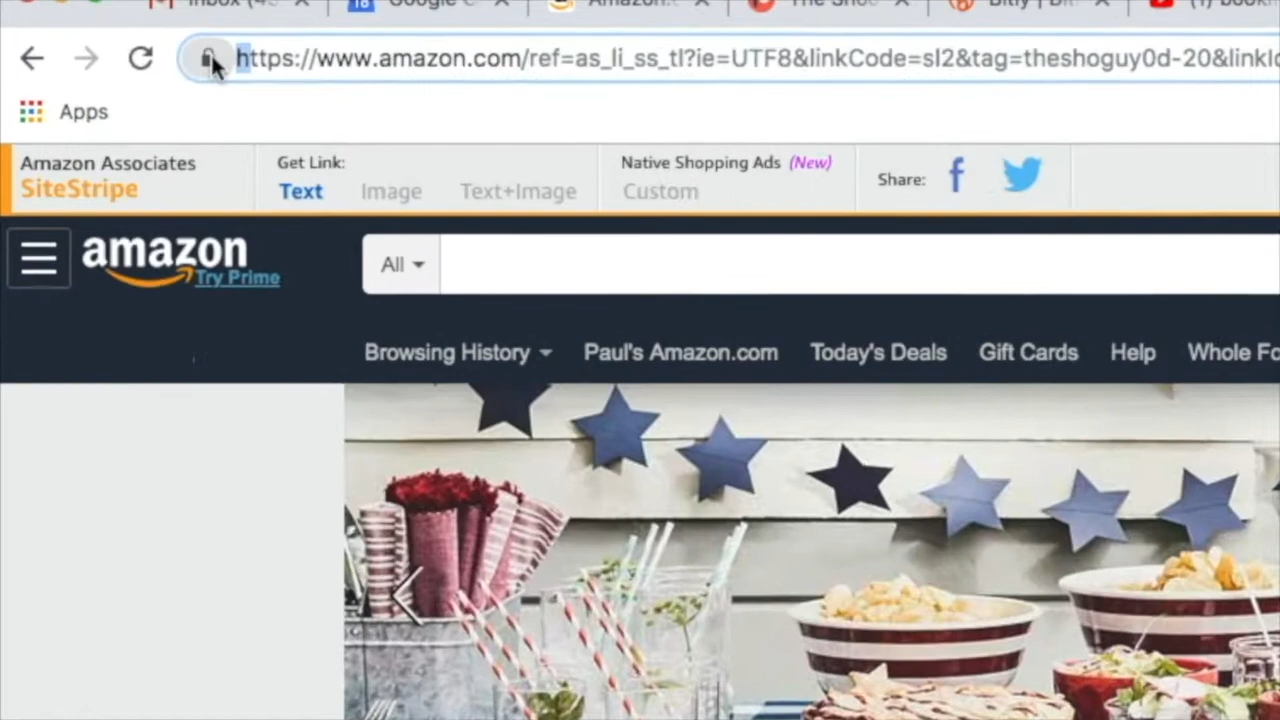 https://www.amazon.com/ref=as_li_ss_tl?ie=UTF8&linkCode=sl2&tag=theshoguy0d-20&linkI
Apps
Amazon Associates
SiteStripe
Get Link:
Text Image Text+Image
Native Shopping Ads (New)
Custom
Share:
amazon
Try Prime
All
Browsing History Paul's Amazon.com Today's Deals Gift Cards Help Whole Fo